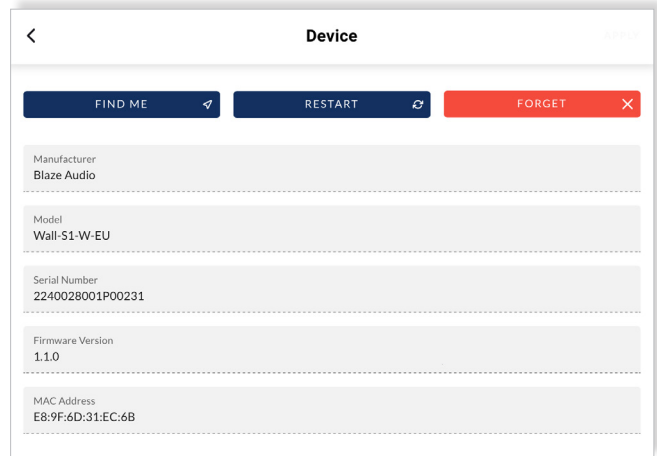 Device
FIND ME
RESTART
FORGET
Manufacturer
Blaze Audio
Model
Wall-S1-W-EU
Serial Number
2240028001P00231
Firmware Version
1.1.0
MAC Address
E8:9F:6D:31:EC:6B